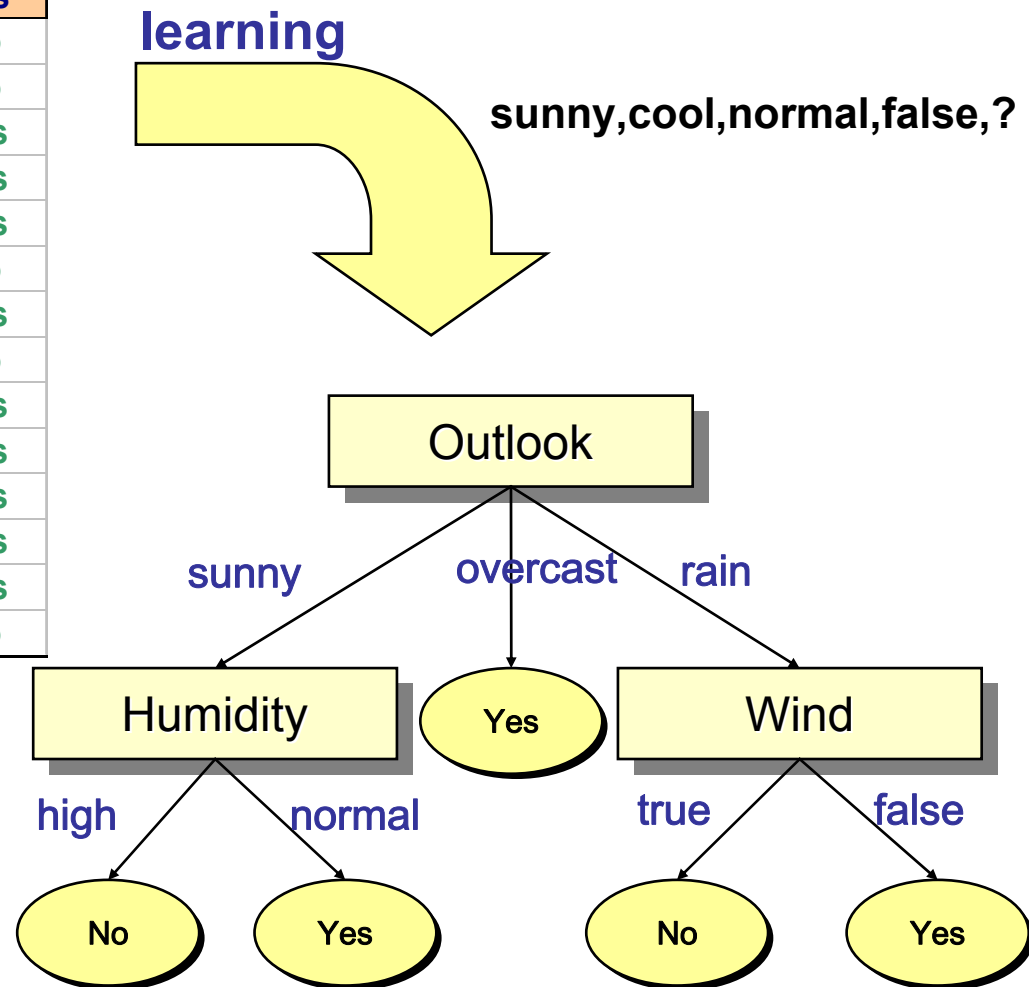 learning
sunny,cool,normal,false,?
Outlook
sunny overcast rain
Humidity Yes Wind
high normal true false
No Yes No Yes